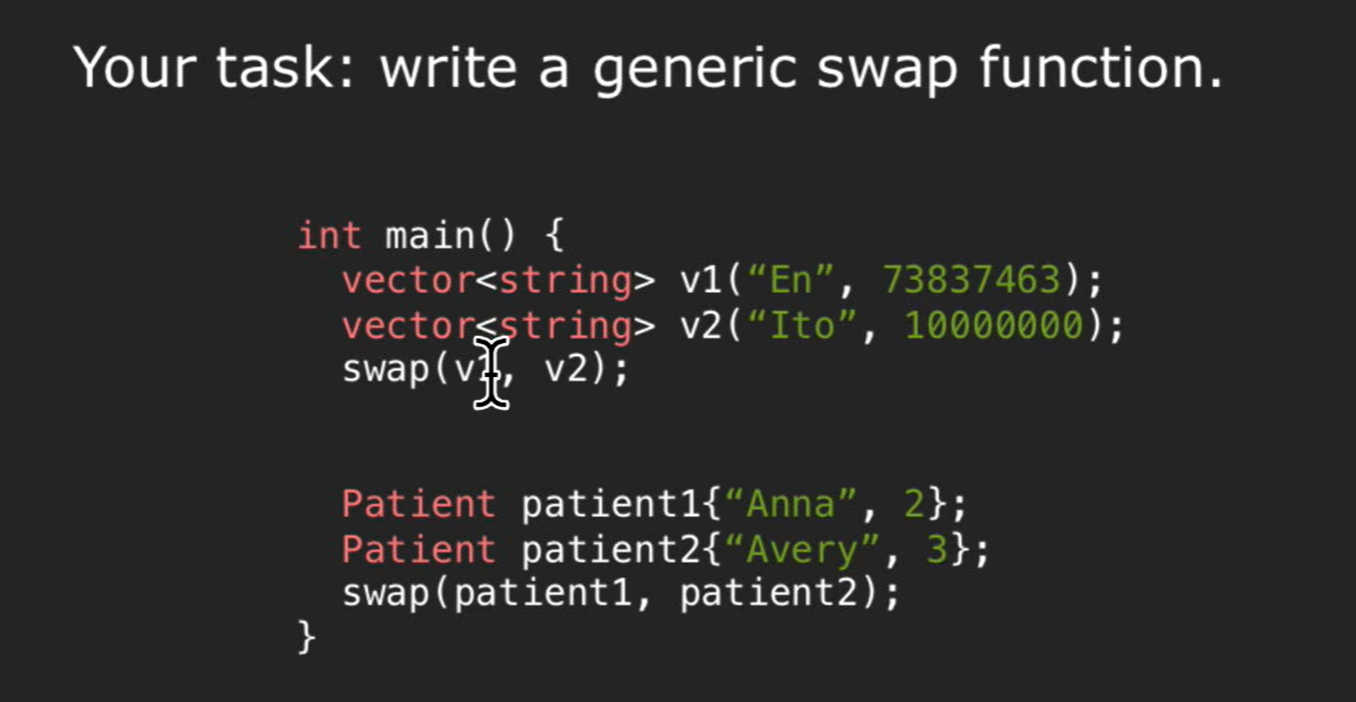 Your task: write a generic swap function.
int main() {
vector<string> v1(“En”, 73837463);
vector<string> v2(“Ito”, 10000000);
swap(v1, v2);
Patient patient1{“Anna”, 2};
Patient patient2{“Avery”, 3};
swap(patient1, patient2);
}